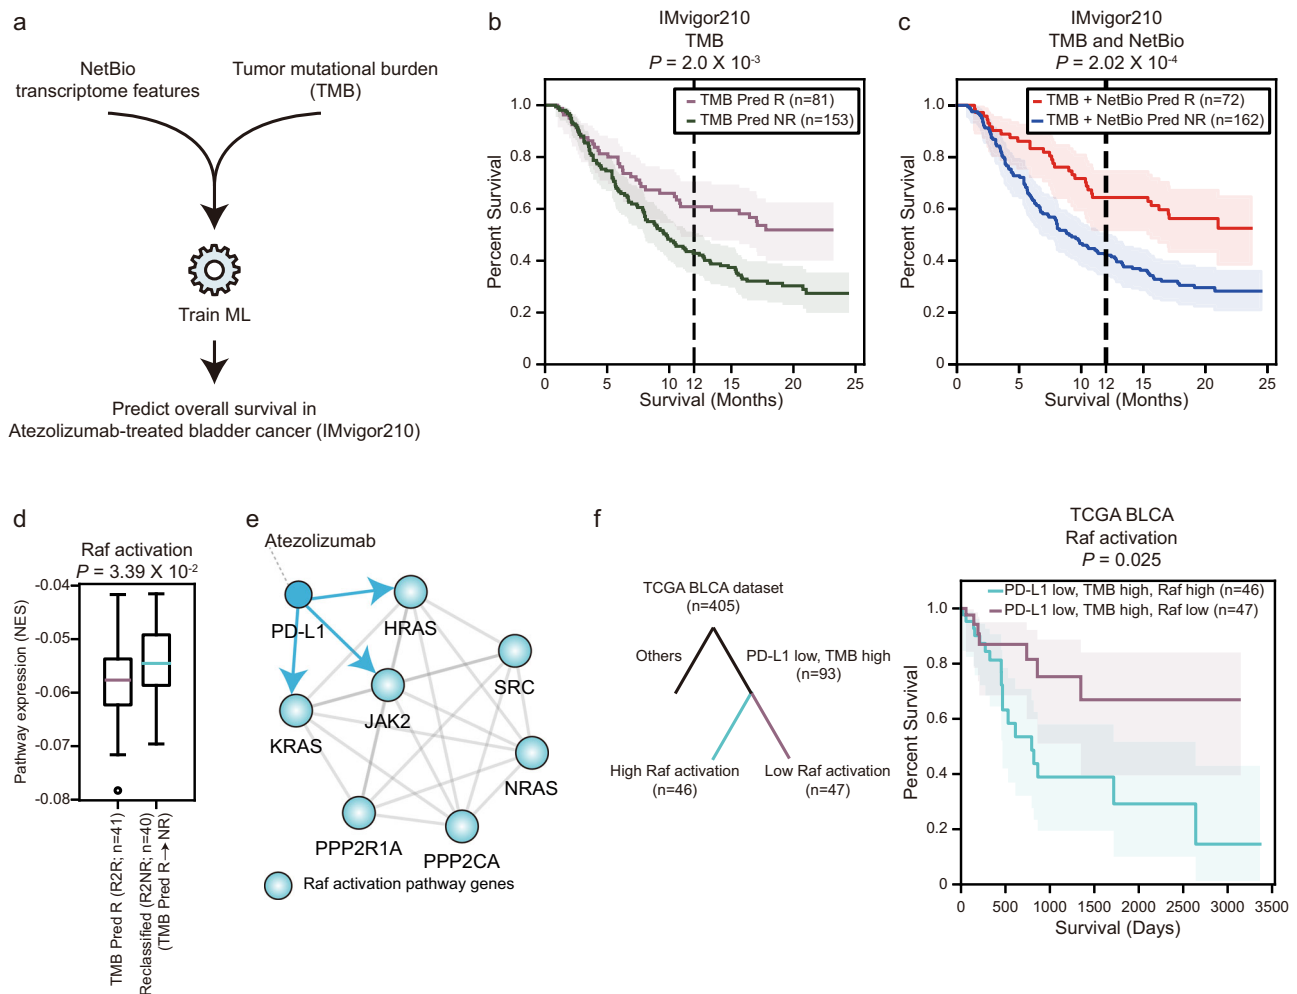 a
NetBio
transcriptome features
Tumor mutational burden
(TMB)
Train ML
Predict overall survival in
Atezolizumab-treated bladder cancer (IMvigor210)
b
IMvigor210
TMB
P = 2.0 X 10-3
TMB Pred R (n=81)
TMB Pred NR (n=153)
Percent Survival
1.0
0.8
0.6
0.4
0.2
0
0 5 10 12 15 20 25
Survival (Months)
c
IMvigor210
TMB and NetBio
P = 2.02 X 10-4
TMB + NetBio Pred R (n=72)
TMB + NetBio Pred NR (n=162)
Percent Survival
1.0
0.8
0.6
0.4
0.2
0
0 5 10 12 15 20 25
Survival (Months)
d
Raf activation
P = 3.39 X 10-2
Pathway expression (NES)
-0.04
-0.05
-0.06
-0.07
-0.08
TMB Pred R (R2R; n=41)
Reclassified (R2NR; n=40)
(TMB Pred R→NR)
e
Atezolizumab
PD-L1
HRAS
SRC
JAK2
KRAS
NRAS
PPP2R1A
PPP2CA
Raf activation pathway genes
f
TCGA BLCA dataset
(n=405)
Others
PD-L1 low, TMB high
(n=93)
High Raf activation
(n=46)
Low Raf activation
(n=47)
TCGA BLCA
Raf activation
P = 0.025
PD-L1 low, TMB high, Raf high (n=46)
PD-L1 low, TMB high, Raf low (n=47)
Percent Survival
1.0
0.8
0.6
0.4
0.2
0
0 500 1000 1500 2000 2500 3000 3500
Survival (Days)